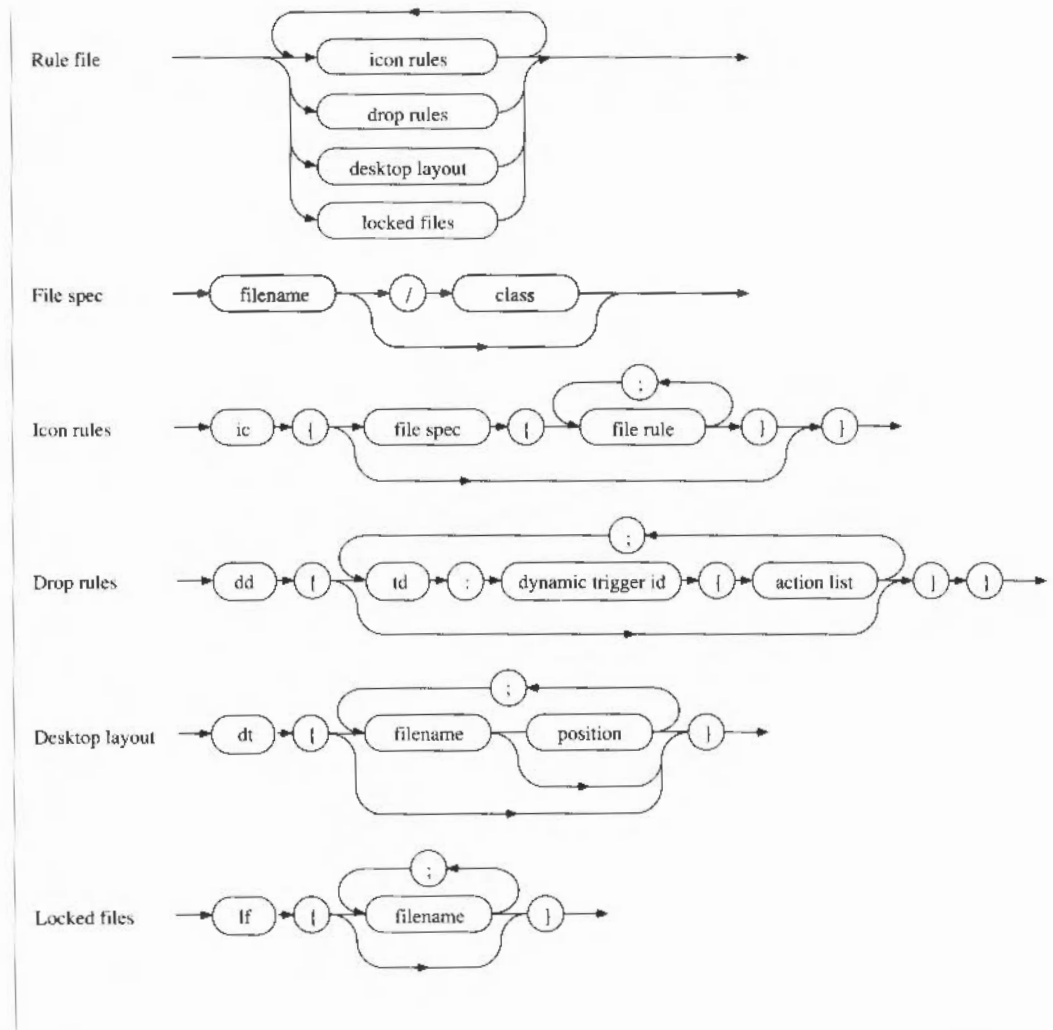 Rule file
icon rules
drop rules
desktop layout
locked files
File spec
filename / class
;
Icon rules ic { file spec { file rule } }
;
Drop rules dd { td : dynamic trigger id { action list } }
;
Desktop layout dt { filename position }
;
Locked files lf { filename }